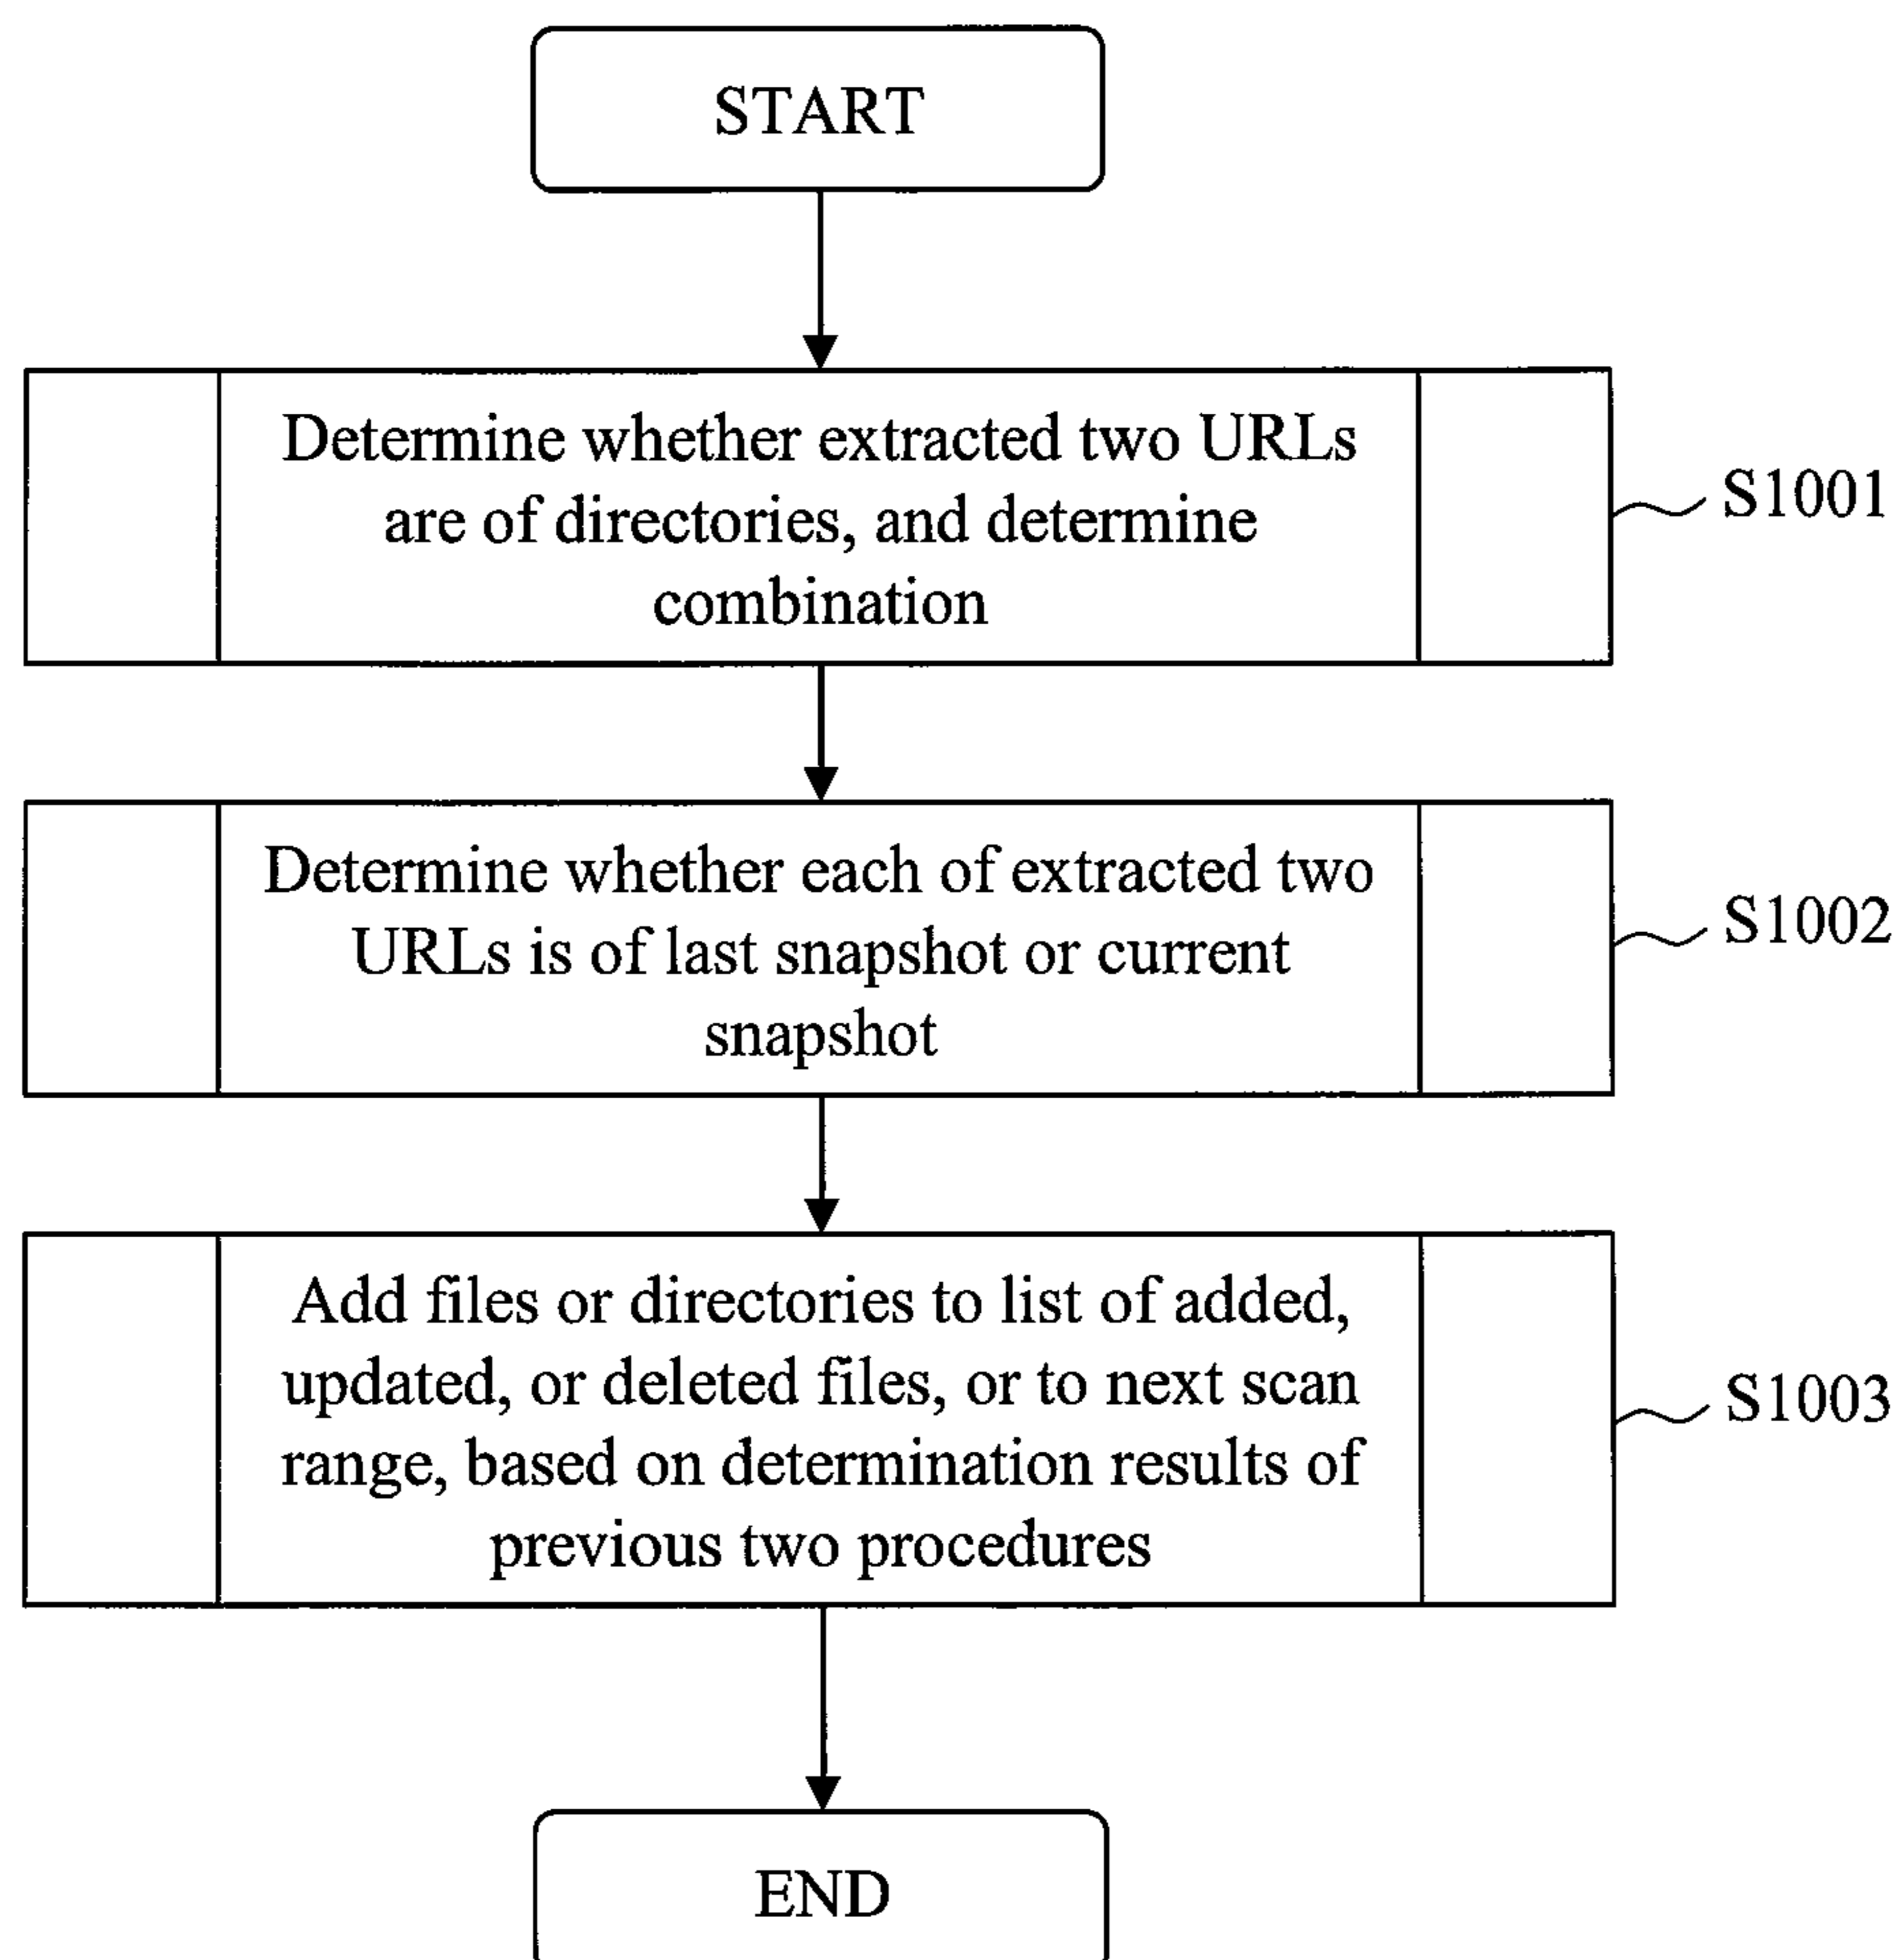 START
Determine whether extracted two URLs
are of directories, and determine
combination
S1001
Determine whether each of extracted two
URLs is of last snapshot or current
snapshot
S1002
Add files or directories to list of added,
updated, or deleted files, or to next scan
range, based on determination results of
previous two procedures
S1003
END